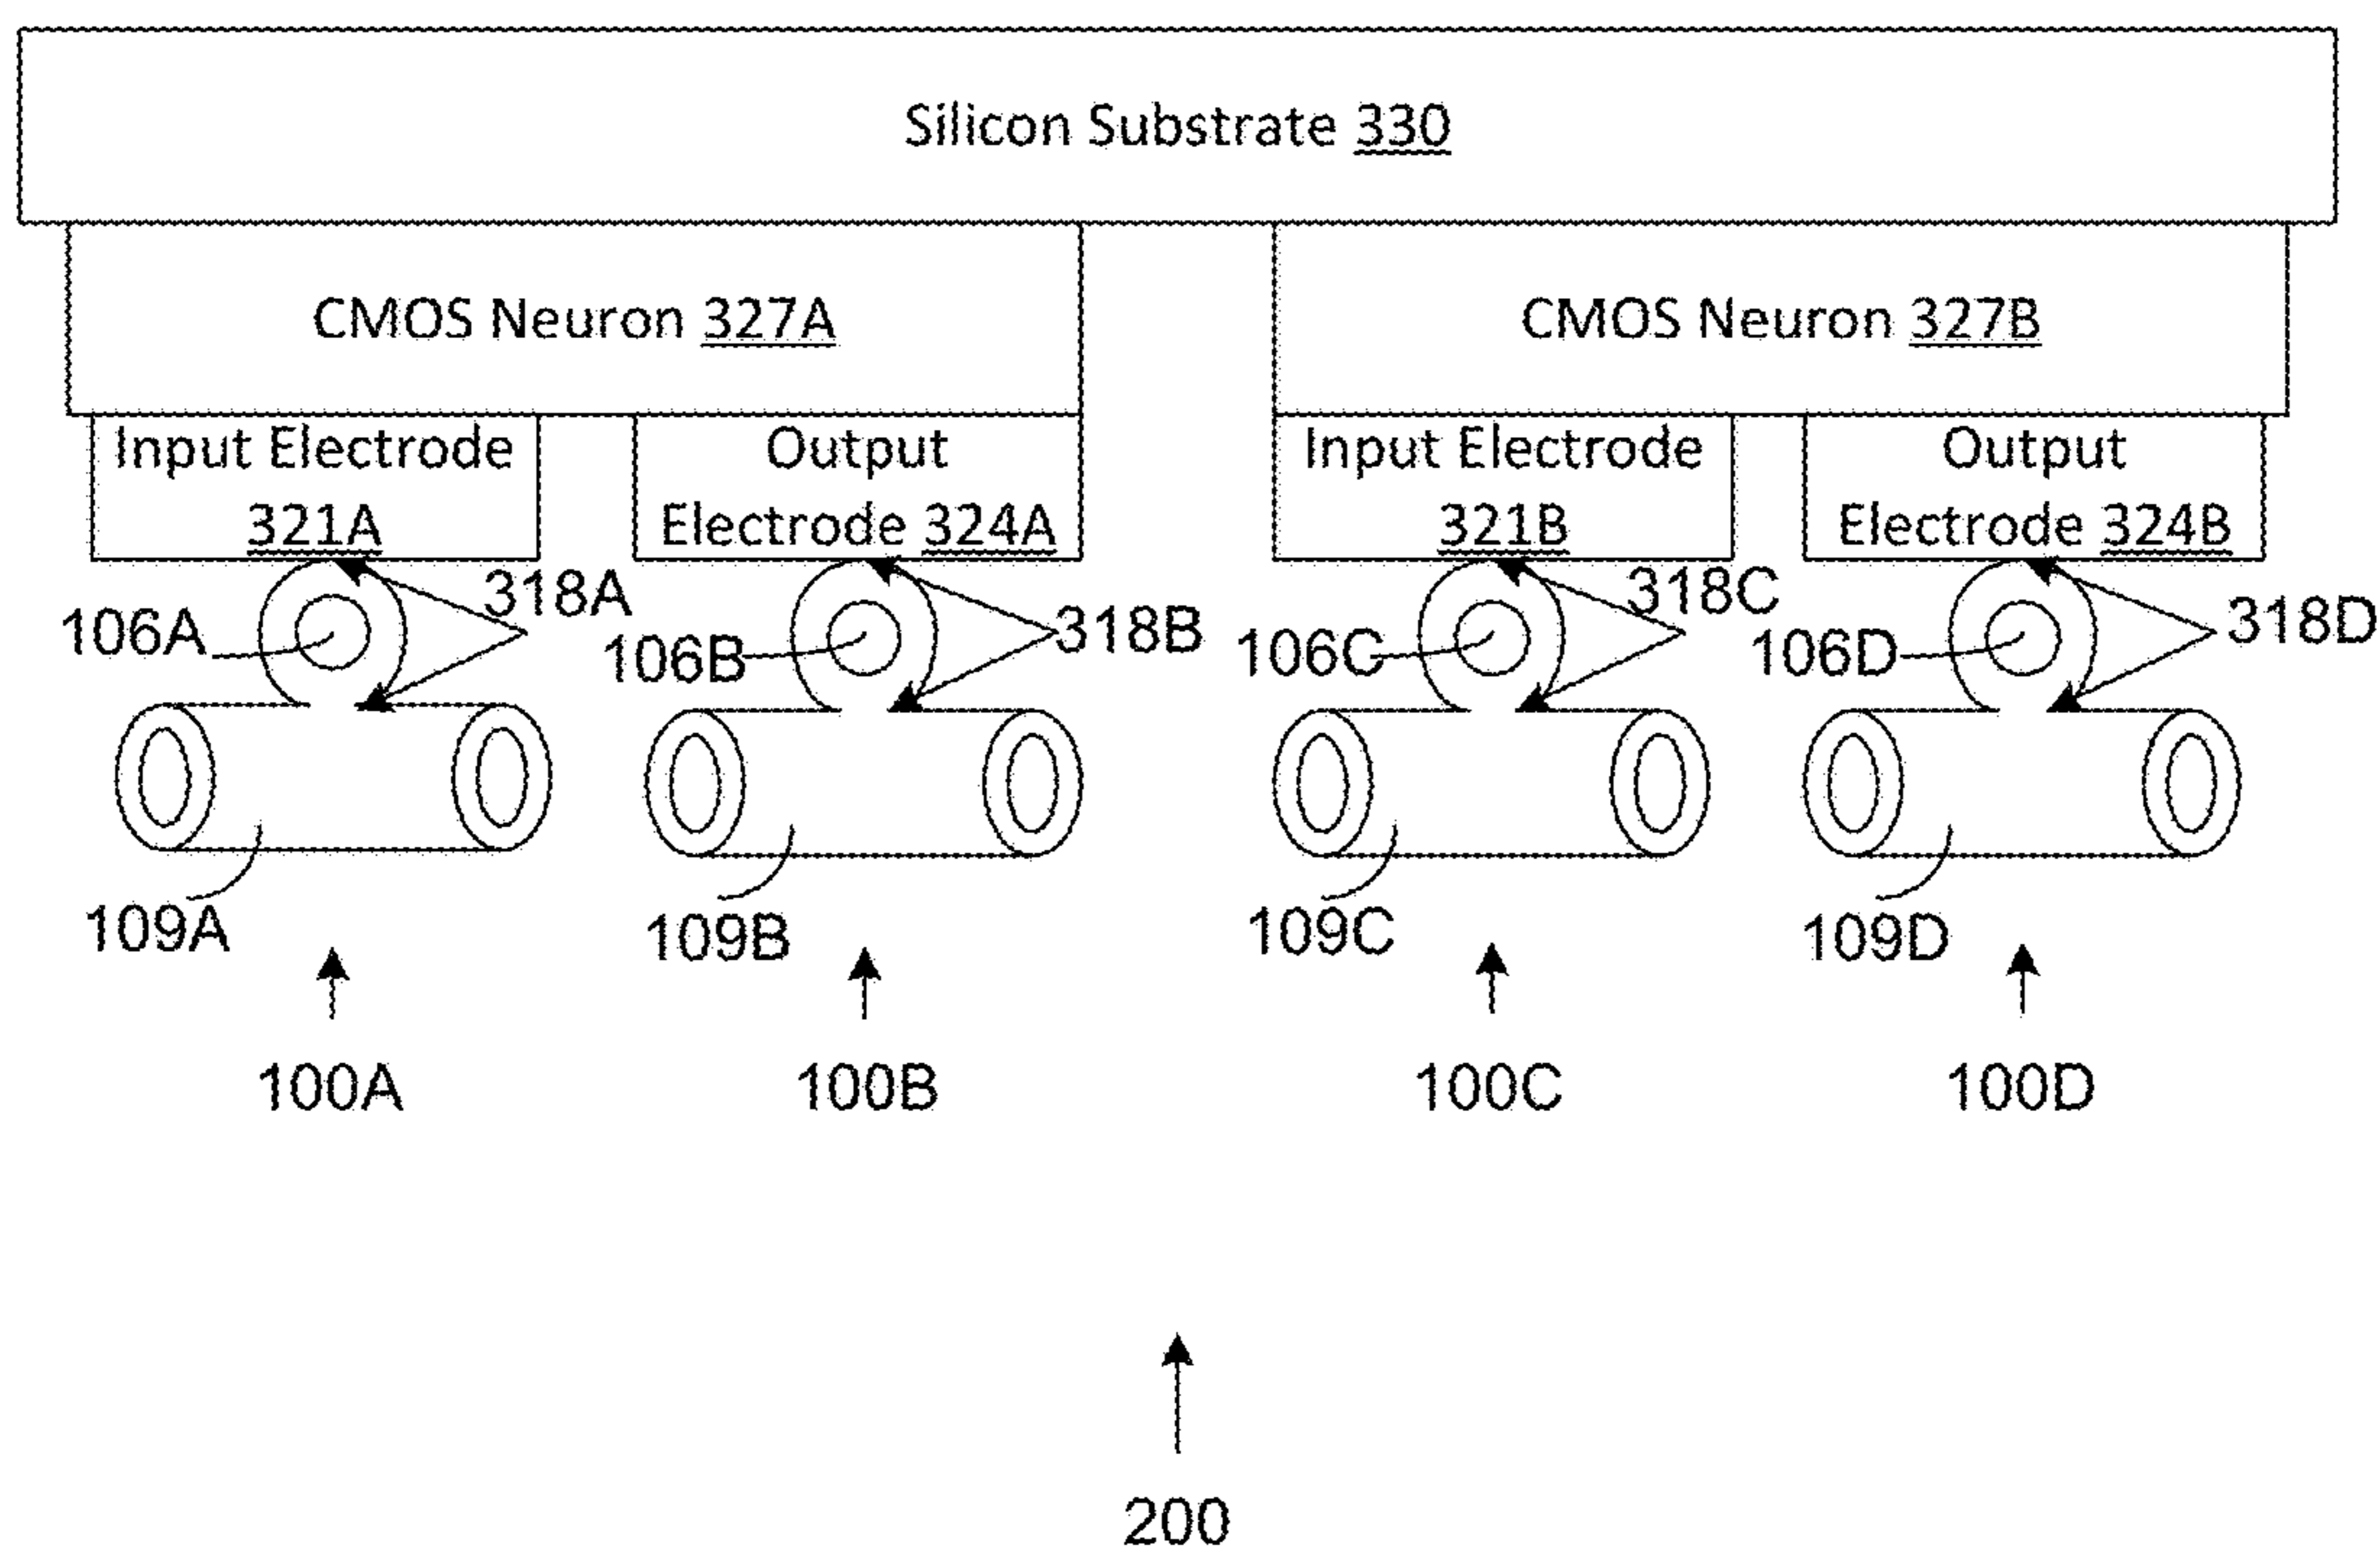 Silicon Substrate 330
CMOS Neuron 327A
CMOS Neuron 327B
Input Electrode
321A
Output
Electrode 324A
Input Electrode
321B
Output
Electrode 324B
106A
318A
106B
318B
106C
318C
106D
318D
109A
109B
109C
109D
100A
100B
100C
100D
200